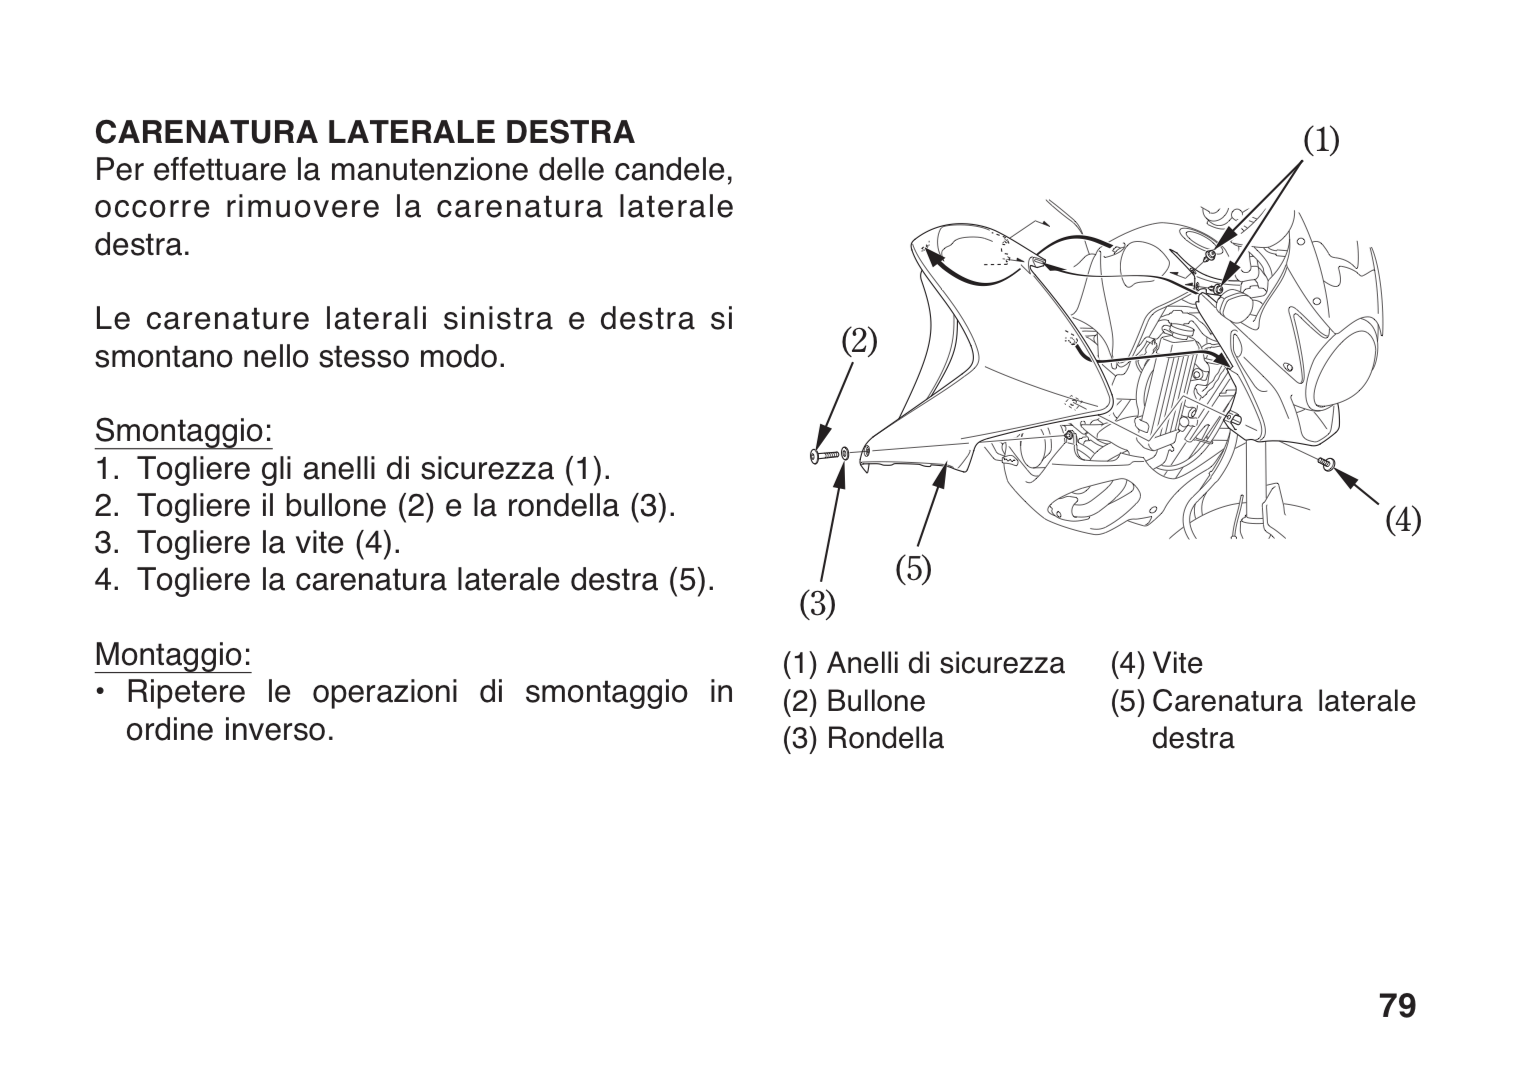 CARENATURA LATERALE DESTRA
Per effettuare la manutenzione delle candele,
occorre rimuovere la carenatura laterale
destra.
Le carenature laterali sinistra e destra si
smontano nello stesso modo.
Smontaggio:
1. Togliere gli anelli di sicurezza (1).
2. Togliere il bullone (2) e la rondella (3).
3. Togliere la vite (4).
4. Togliere la carenatura laterale destra (5).
Montaggio:
• Ripetere le operazioni di smontaggio in
ordine inverso.
(1)
(2)
(4)
(5)
(3)
(1) Anelli di sicurezza
(2) Bullone
(3) Rondella
(4) Vite
(5) Carenatura laterale
destra
79